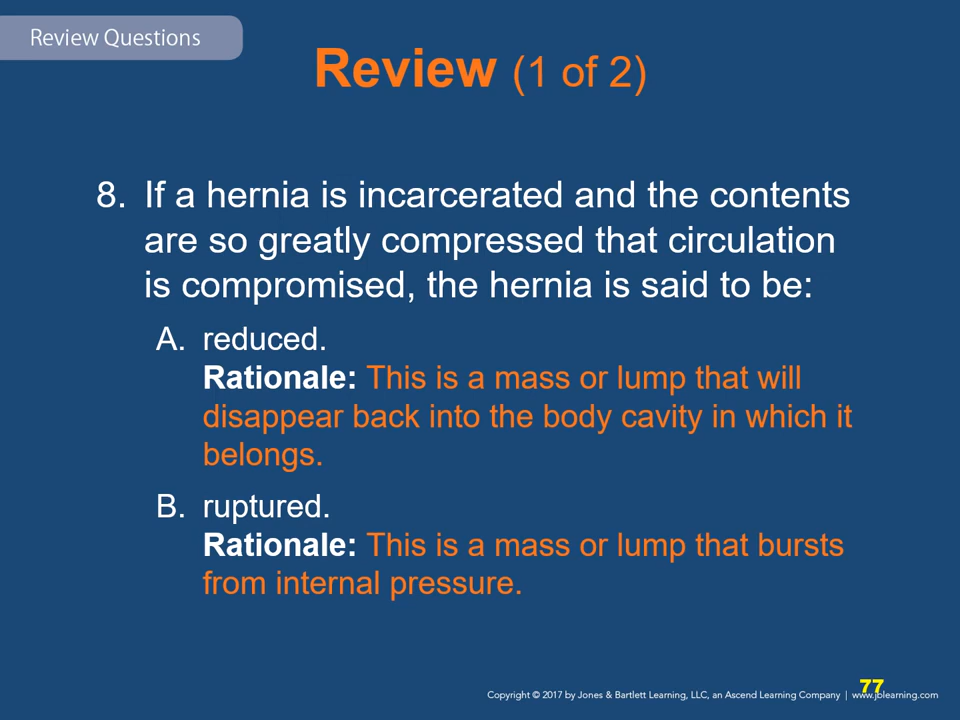 Review Questions
Review (1 of 2)
8. If a hernia is incarcerated and the contents
are so greatly compressed that circulation
is compromised, the hernia is said to be:
A. reduced.
Rationale: This is a mass or lump that will
disappear back into the body cavity in which it
belongs.
B. ruptured.
Rationale: This is a mass or lump that bursts
from internal pressure.
77
Copyright © 2017 by Jones & Bartlett Learning, LLC, an Ascend Learning Company | www.jblearning.com